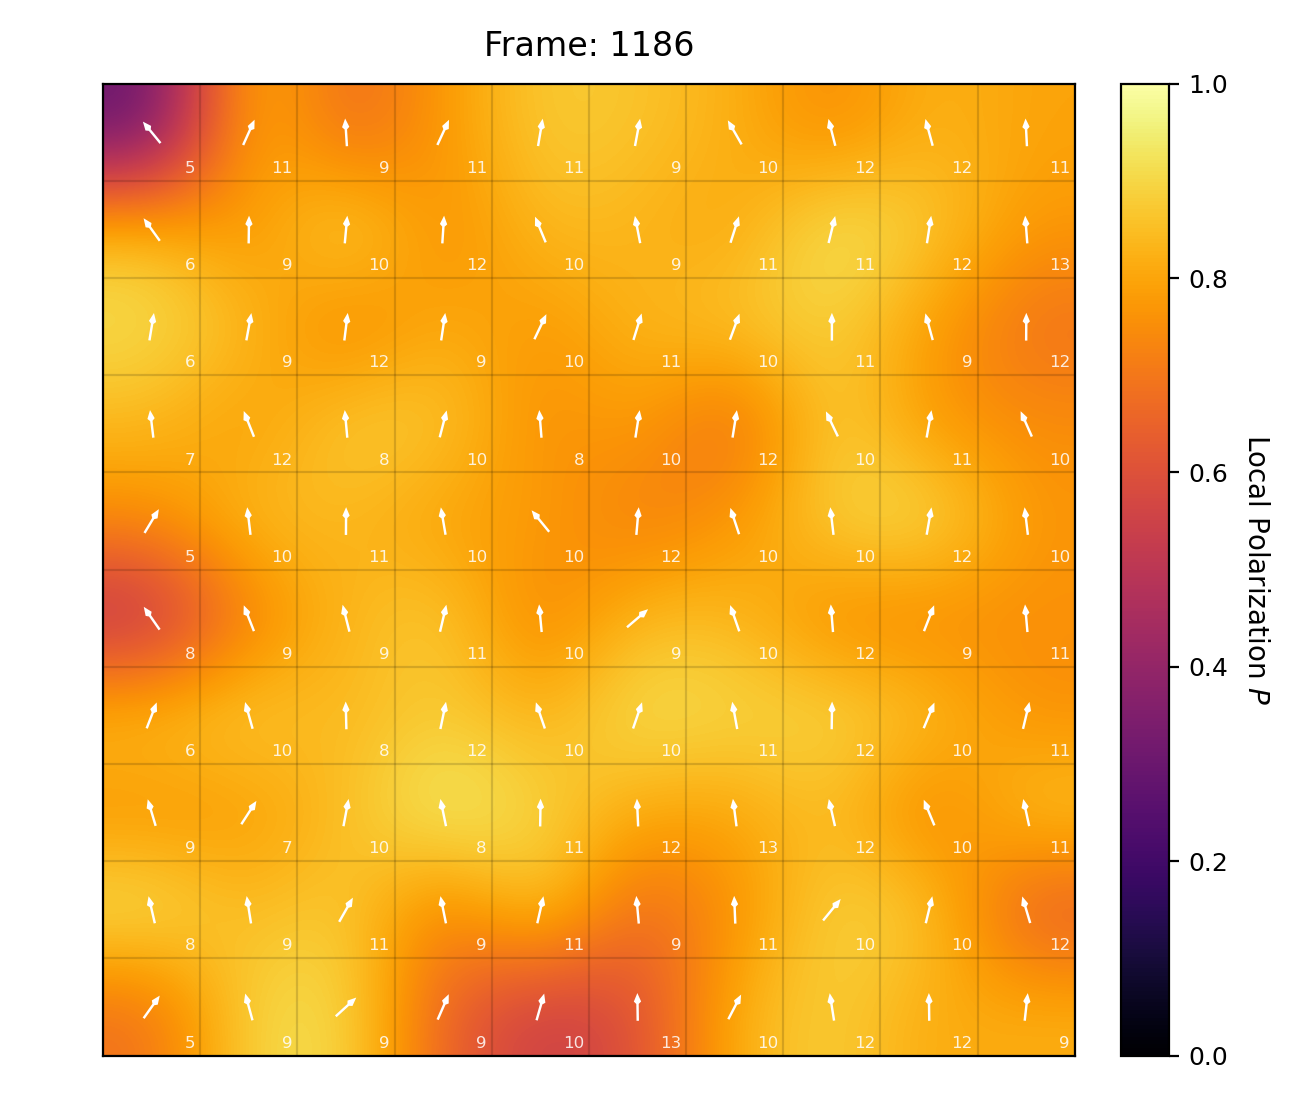 Frame: 1186
5 11 9 11 11 9 10 12 12 11
6 9 10 12 10 9 11 11 12 13
6 9 12 9 10 11 10 11 9 12
7 12 8 10 8 10 12 10 11 10
5 10 11 10 10 12 10 10 12 10
8 9 9 11 10 9 10 12 9 11
6 10 8 12 10 10 11 12 10 11
9 7 10 8 11 12 13 12 10 11
8 9 11 9 11 9 11 10 10 12
5 9 9 9 10 13 10 12 12 9
1.0
0.8
0.6
0.4
0.2
0.0
Local Polarization P